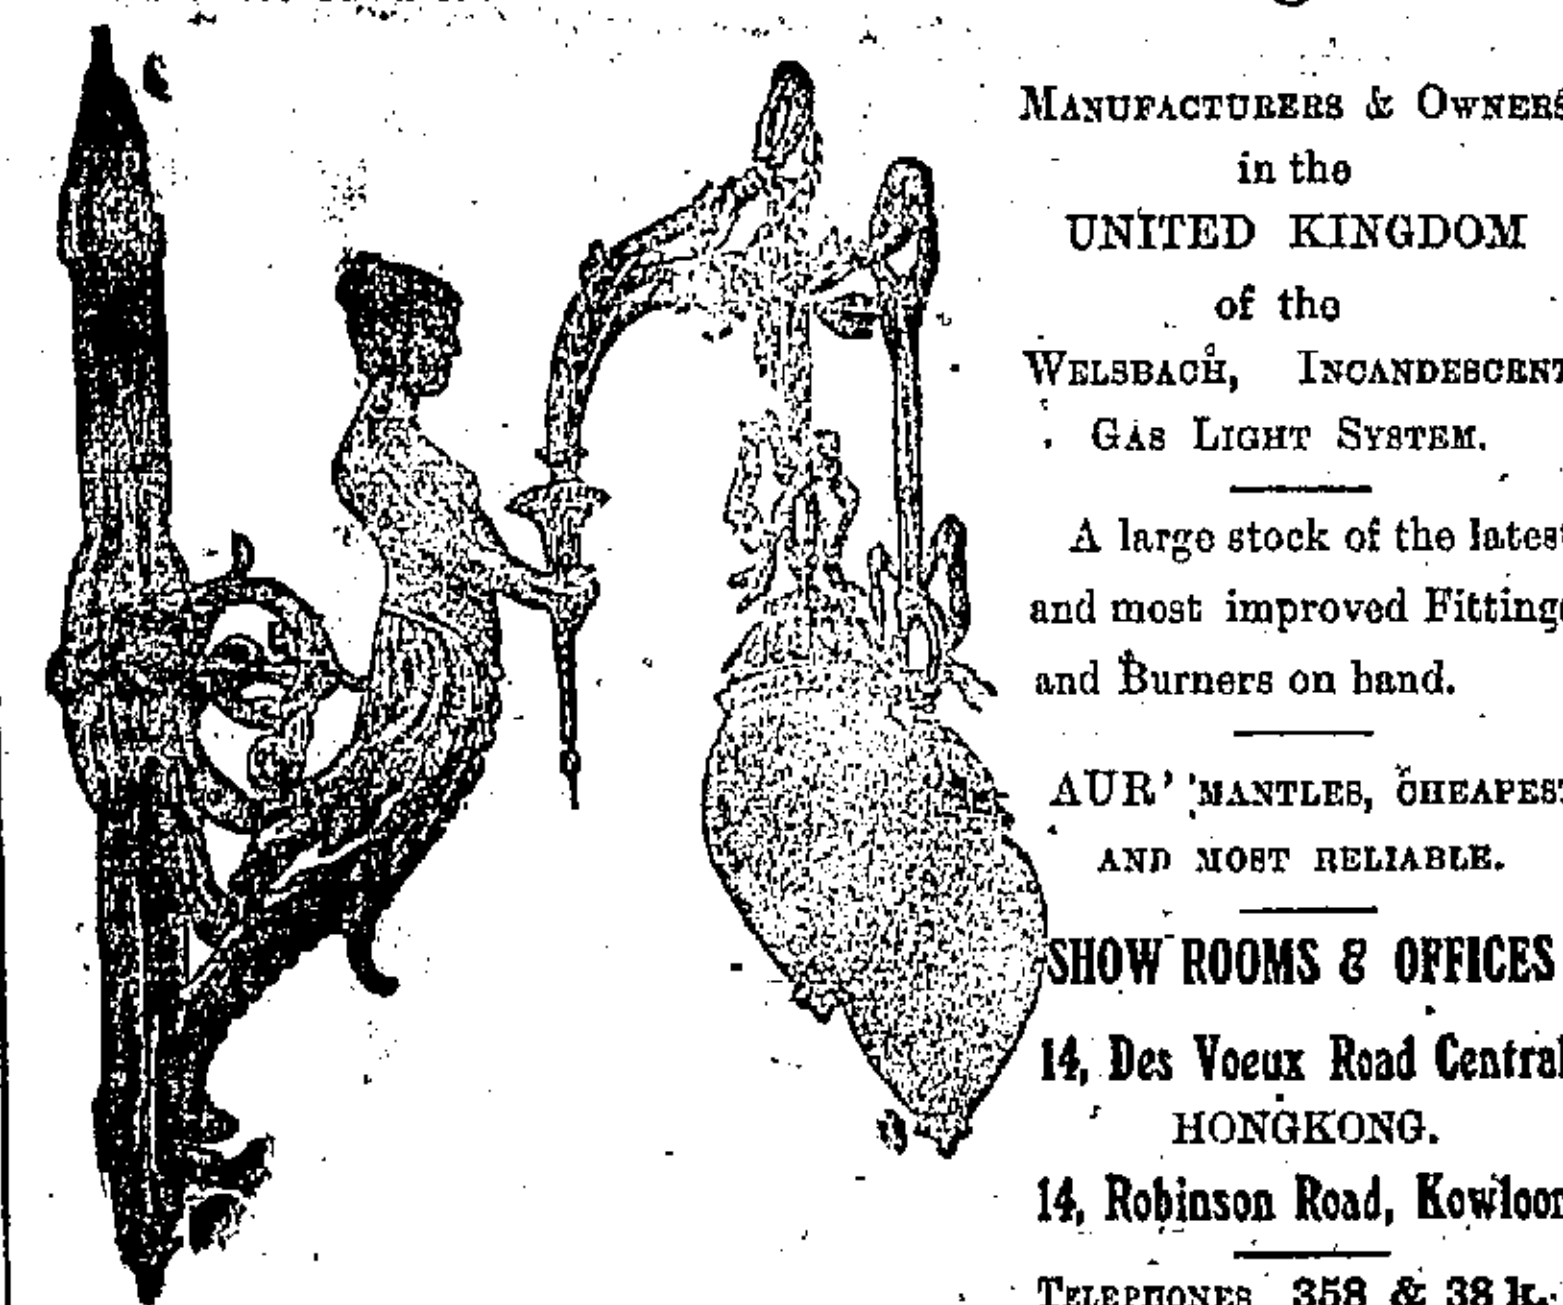 MANUFACTURERS & OWNERS
in the
UNITED KINGDOM
of the
WELSBACH, INCANDESCENT
GAS LIGHT SYSTEM.
A large stock of the latest
and most improved Fittings
and Burners on hand.
AUR' MANTLES, CHEAPEST
AND MOST RELIABLE.
SHOW ROOMS & OFFICES
14, Des Voeux Road Central
HONGKONG.
14, Robinson Road, Kowloon
TELEPHONES 358 & 38 k.